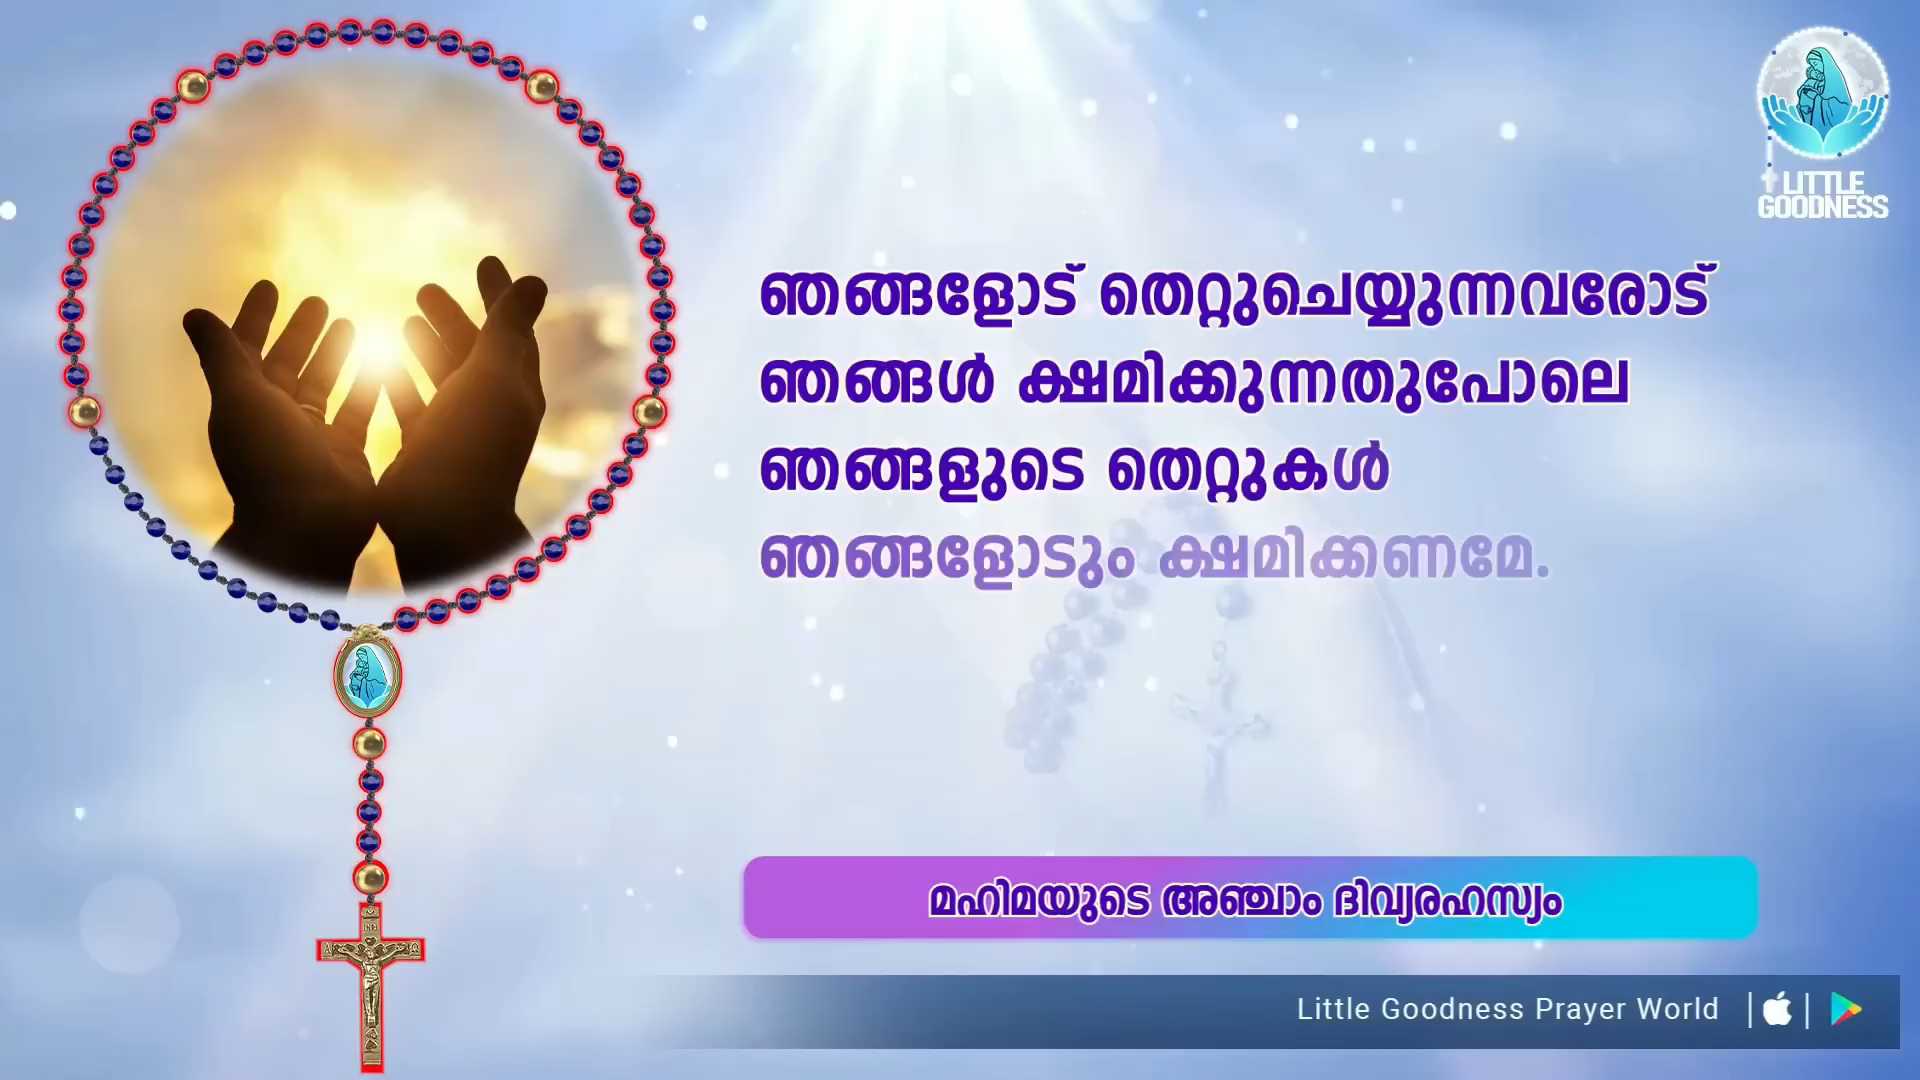 LITTLE
GOODNESS
ഞങ്ങളോട് തെറ്റുചെയ്യുന്നവരോട്
ഞങ്ങൾ ക്ഷമിക്കുന്നതുപോലെ
ഞങ്ങളുടെ തെറ്റുകൾ
ഞങ്ങളോടും ക്ഷമിക്കണമേ.
മഹിമയുടെ അഞ്ചാം ദിവ്യരഹസ്യം
Little Goodness Prayer World
INRI